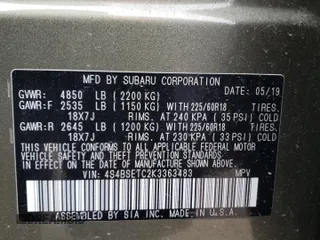 MFD BY SUBARU CORPORATION
GVWR: 4850 LB (2200 KG) DATE: 05/19
GAWR:F 2535 LB (1150 KG) WITH 225/60R18 TIRES.
18X7J RIMS. AT 240 KPA (35 PSI) COLD
GAWR:R 2645 LB (1200 KG) WITH 225/60R18 TIRES.
18X7J RIMS. AT 230 KPA (33 PSI) COLD
THIS VEHICLE CONFORMS TO ALL APPLICABLE FEDERAL
MOTOR VEHICLE SAFETY STANDARDS IN EFFECT ON THE
DATE OF MANUFACTURE SHOWN ABOVE.
VIN: 4S4BSETC2K3363483 MPV
ASSEMBLED BY SIA INC. MADE IN U.S.A.